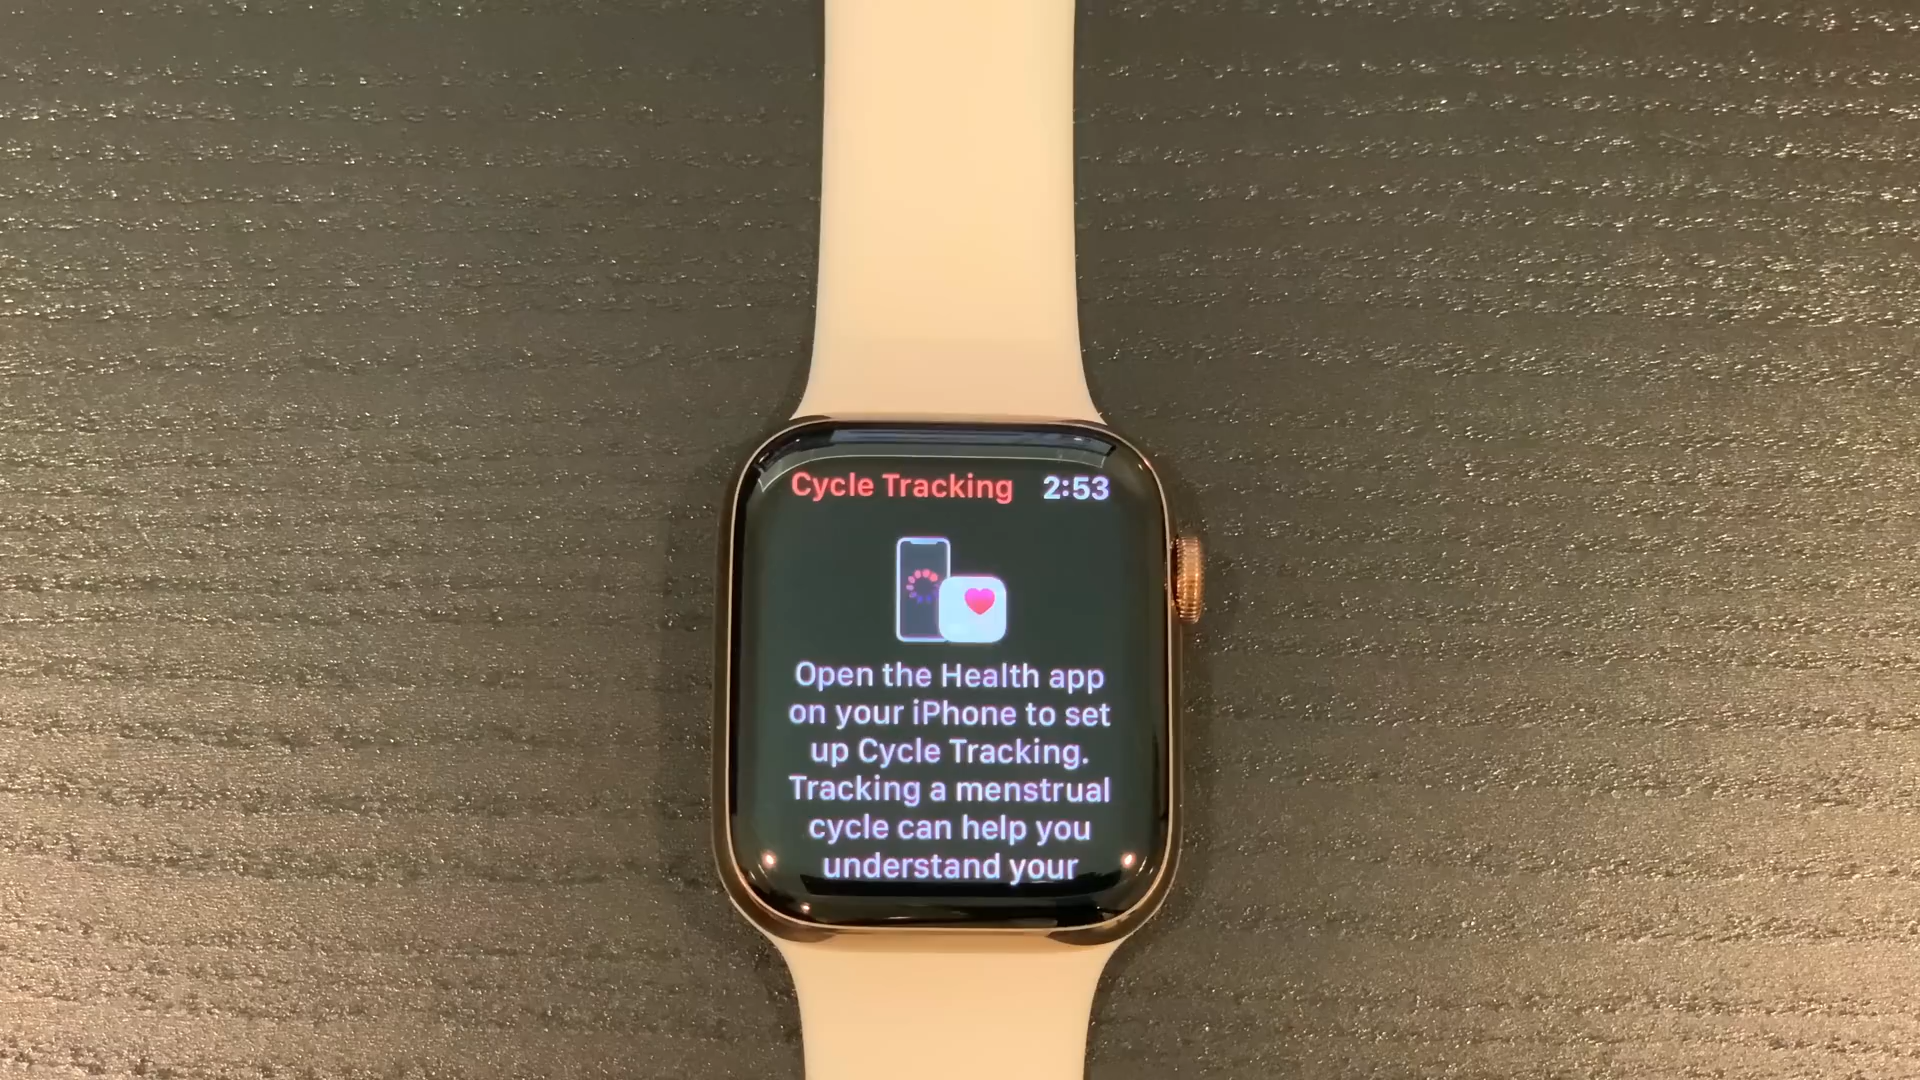 Cycle Tracking 2:53
Open the Health app
on your iPhone to set
up Cycle Tracking.
Tracking a menstrual
cycle can help you
understand your